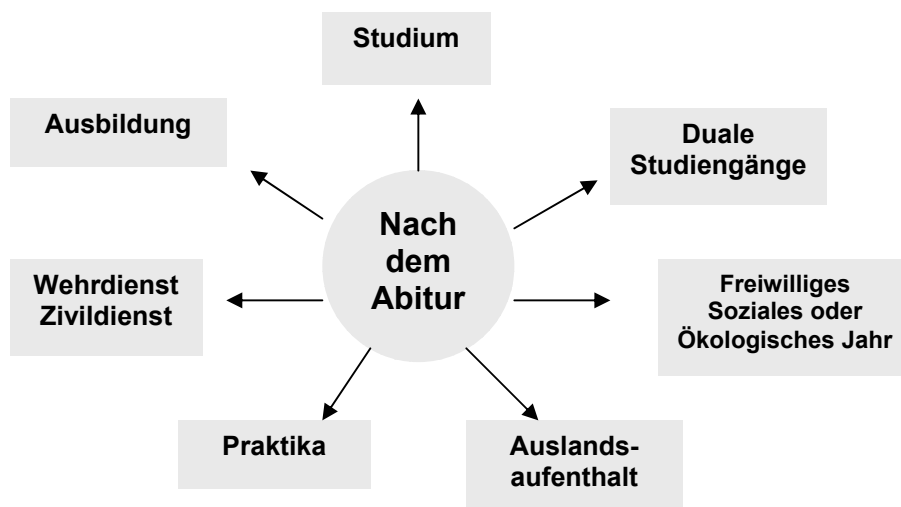 Studium
Ausbildung
Duale
Studiengänge
Nach
dem
Abitur
Wehrdienst
Zivildienst
Freiwilliges
Soziales oder
Ökologisches Jahr
Praktika
Auslands-
aufenthalt